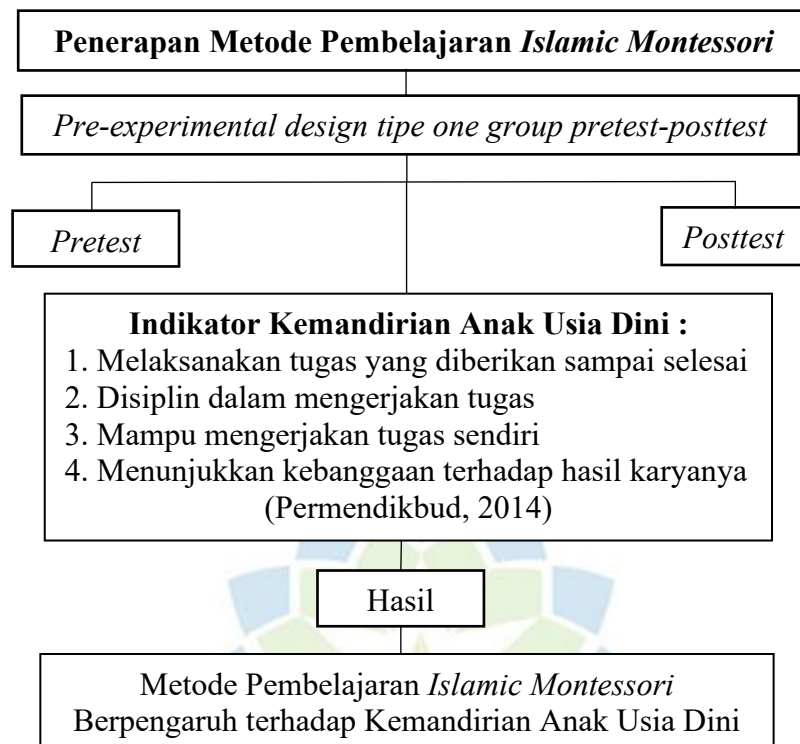 Penerapan Metode Pembelajaran Islamic Montessori
Pre-experimental design tipe one group pretest-posttest
Pretest
Posttest
Indikator Kemandirian Anak Usia Dini :
1. Melaksanakan tugas yang diberikan sampai selesai
2. Disiplin dalam mengerjakan tugas
3. Mampu mengerjakan tugas sendiri
4. Menunjukkan kebanggaan terhadap hasil karyanya
(Permendikbud, 2014)
Hasil
Metode Pembelajaran Islamic Montessori
Berpengaruh terhadap Kemandirian Anak Usia Dini